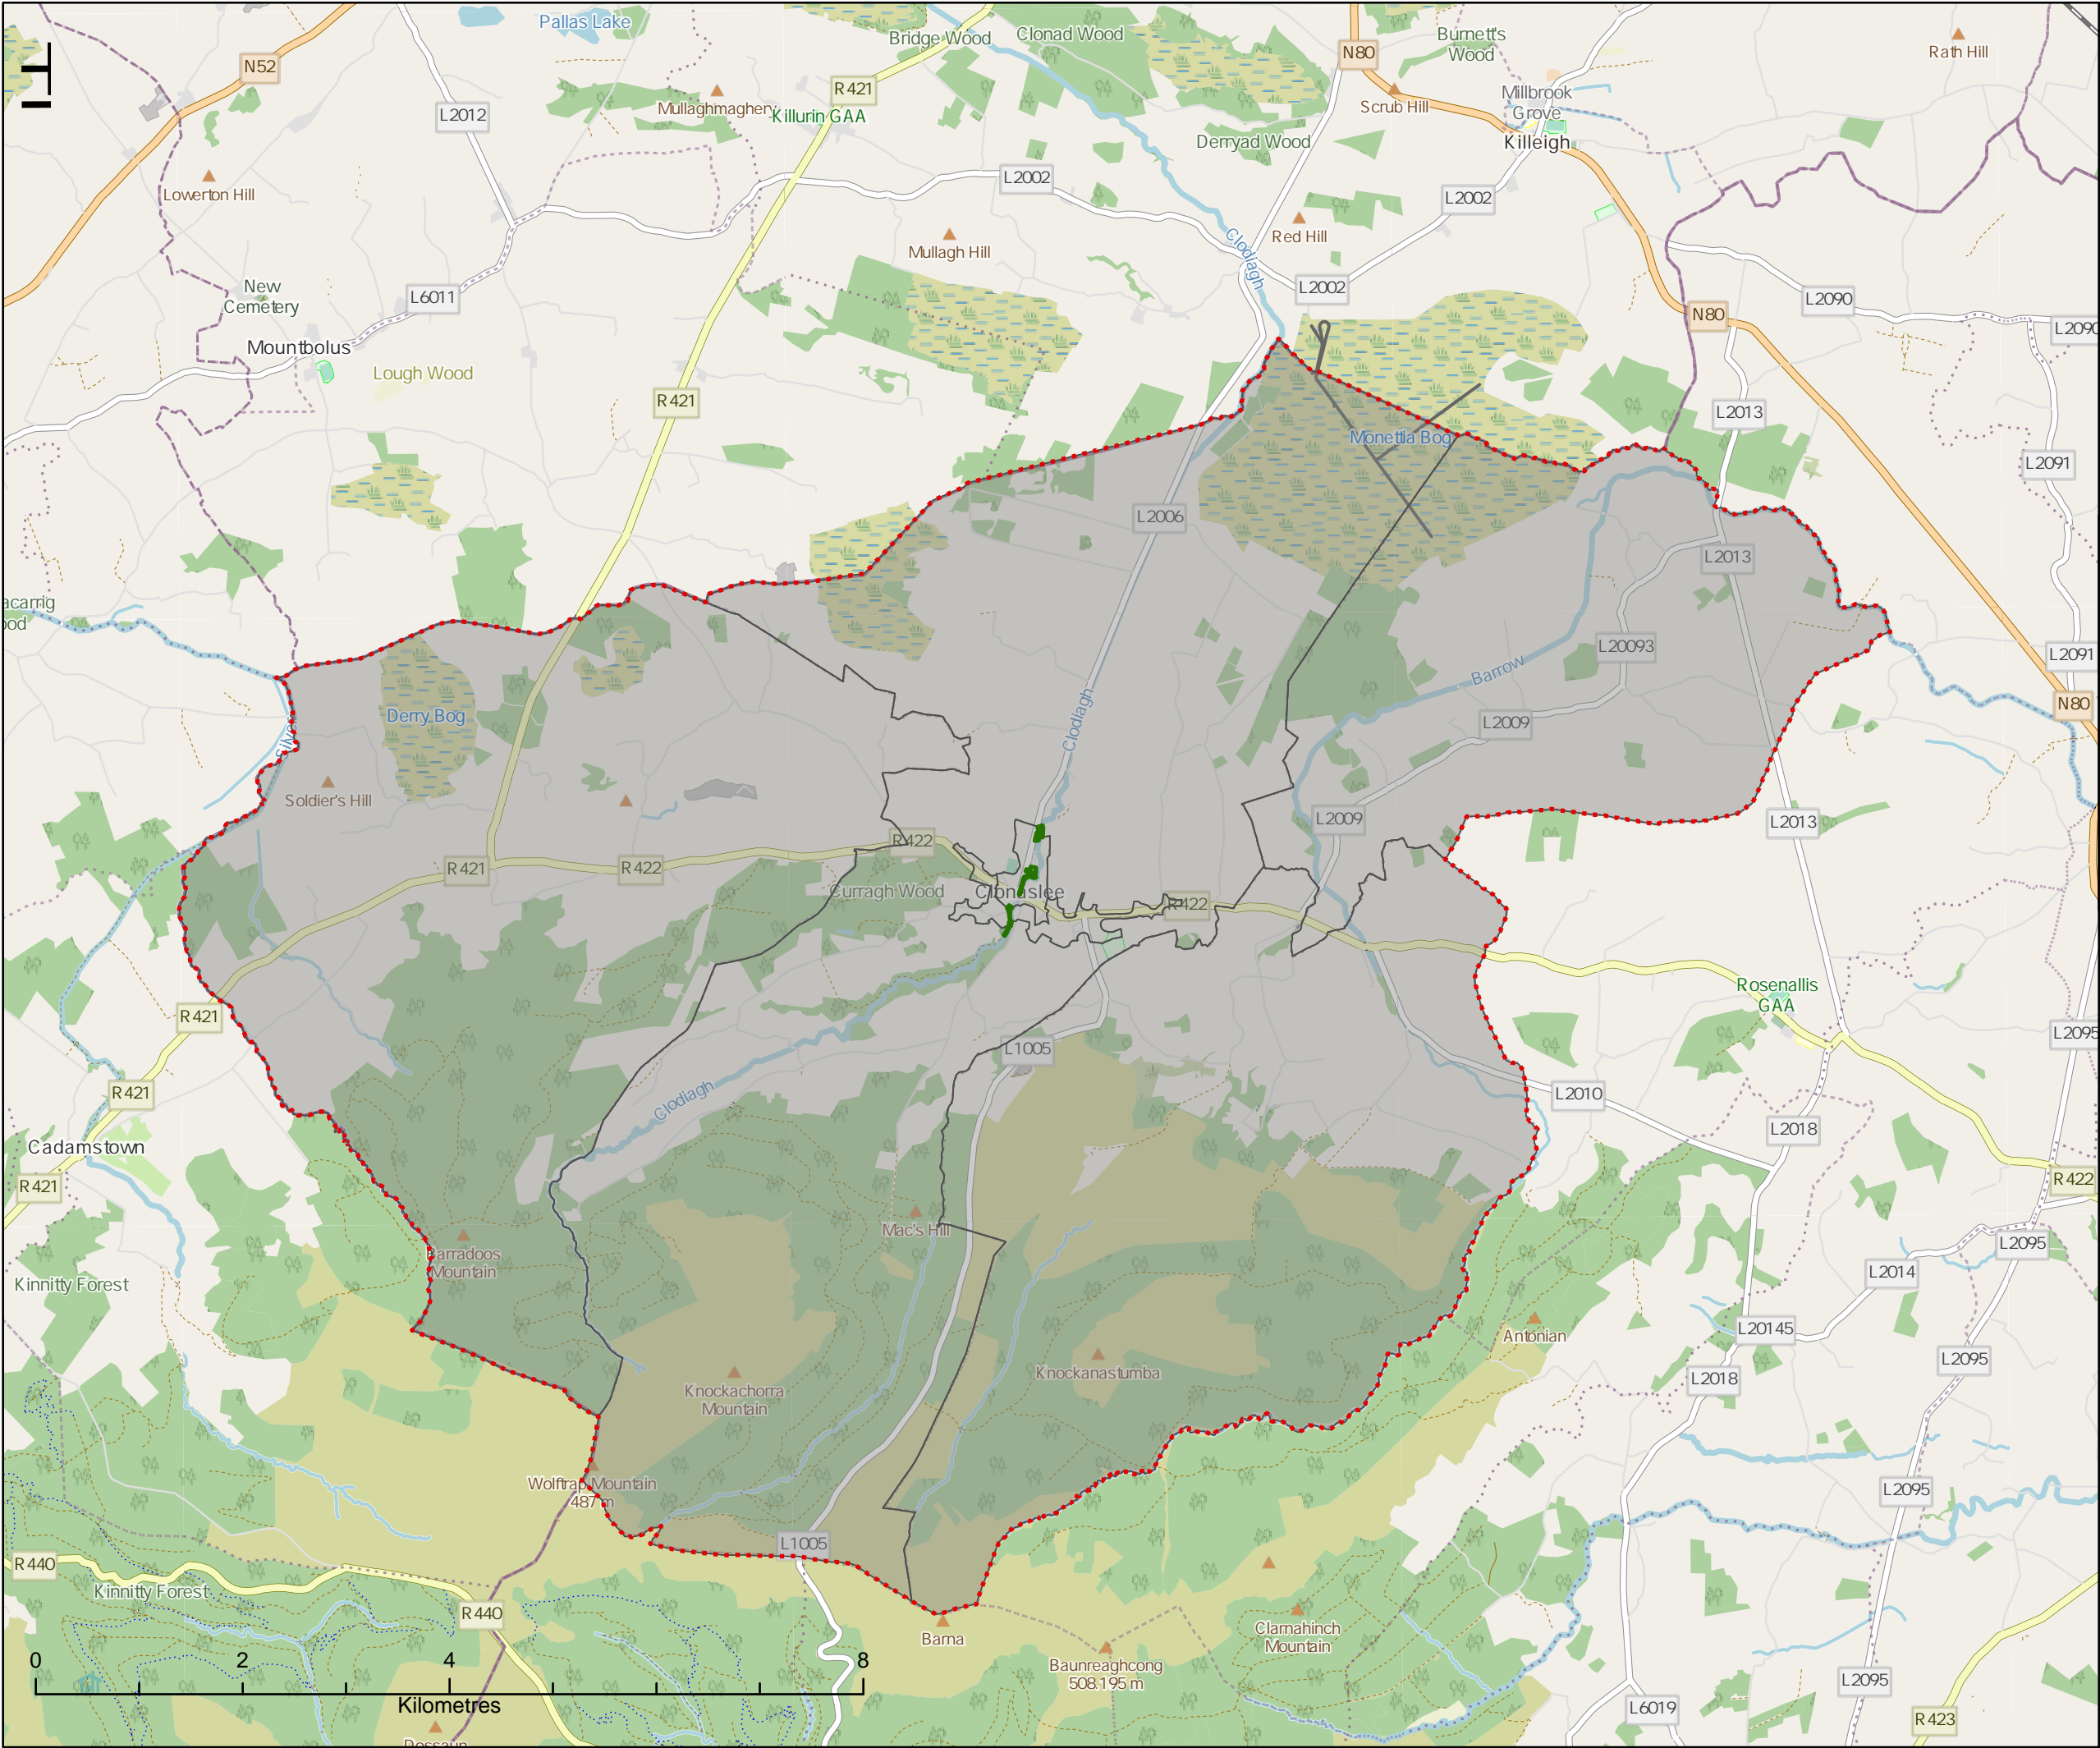 Pallas Lake
Bridge Wood
Clonad Wood
Burnett's
Wood
Rath Hill
N52
N80
L2012
Mullaghmaghery
R421
Killurin GAA
Scrub Hill
Millbrook
Grove
Killeigh
Derryad Wood
Lowerton Hill
L2002
L2002
Mullagh Hill
Clodiagh
Red Hill
L2002
New
Cemetery
L6011
N80
L2090
Mountbolus
Lough Wood
R421
L2013
Monettia Bog
L2091
L2006
L2013
L20093
L2091
Barrow
Derry Bog
N80
L2009
Clodiagh
Soldier's Hill
L2009
L2013
R422
R421
R422
Curragh Wood
Clonaslee
R422
Rosenallis
GAA
R421
L2095
L1005
R421
Clodiagh
L2010
L2018
Cadamstown
R421
R422
Mac's Hill
Barradoos
Mountain
L2095
Kinnitty Forest
L2014
L20145
Antonian
Knockanastumba
L2095
L2018
Knockachorra
Mountain
Wolftrap Mountain
487 m
L2095
L1005
R440
Kinnitty Forest
R440
Barna
Clarnahinch
Mountain
Baunreaghcong
508.195 m
0 2 4 8
Kilometres
L2095
L6019
R423